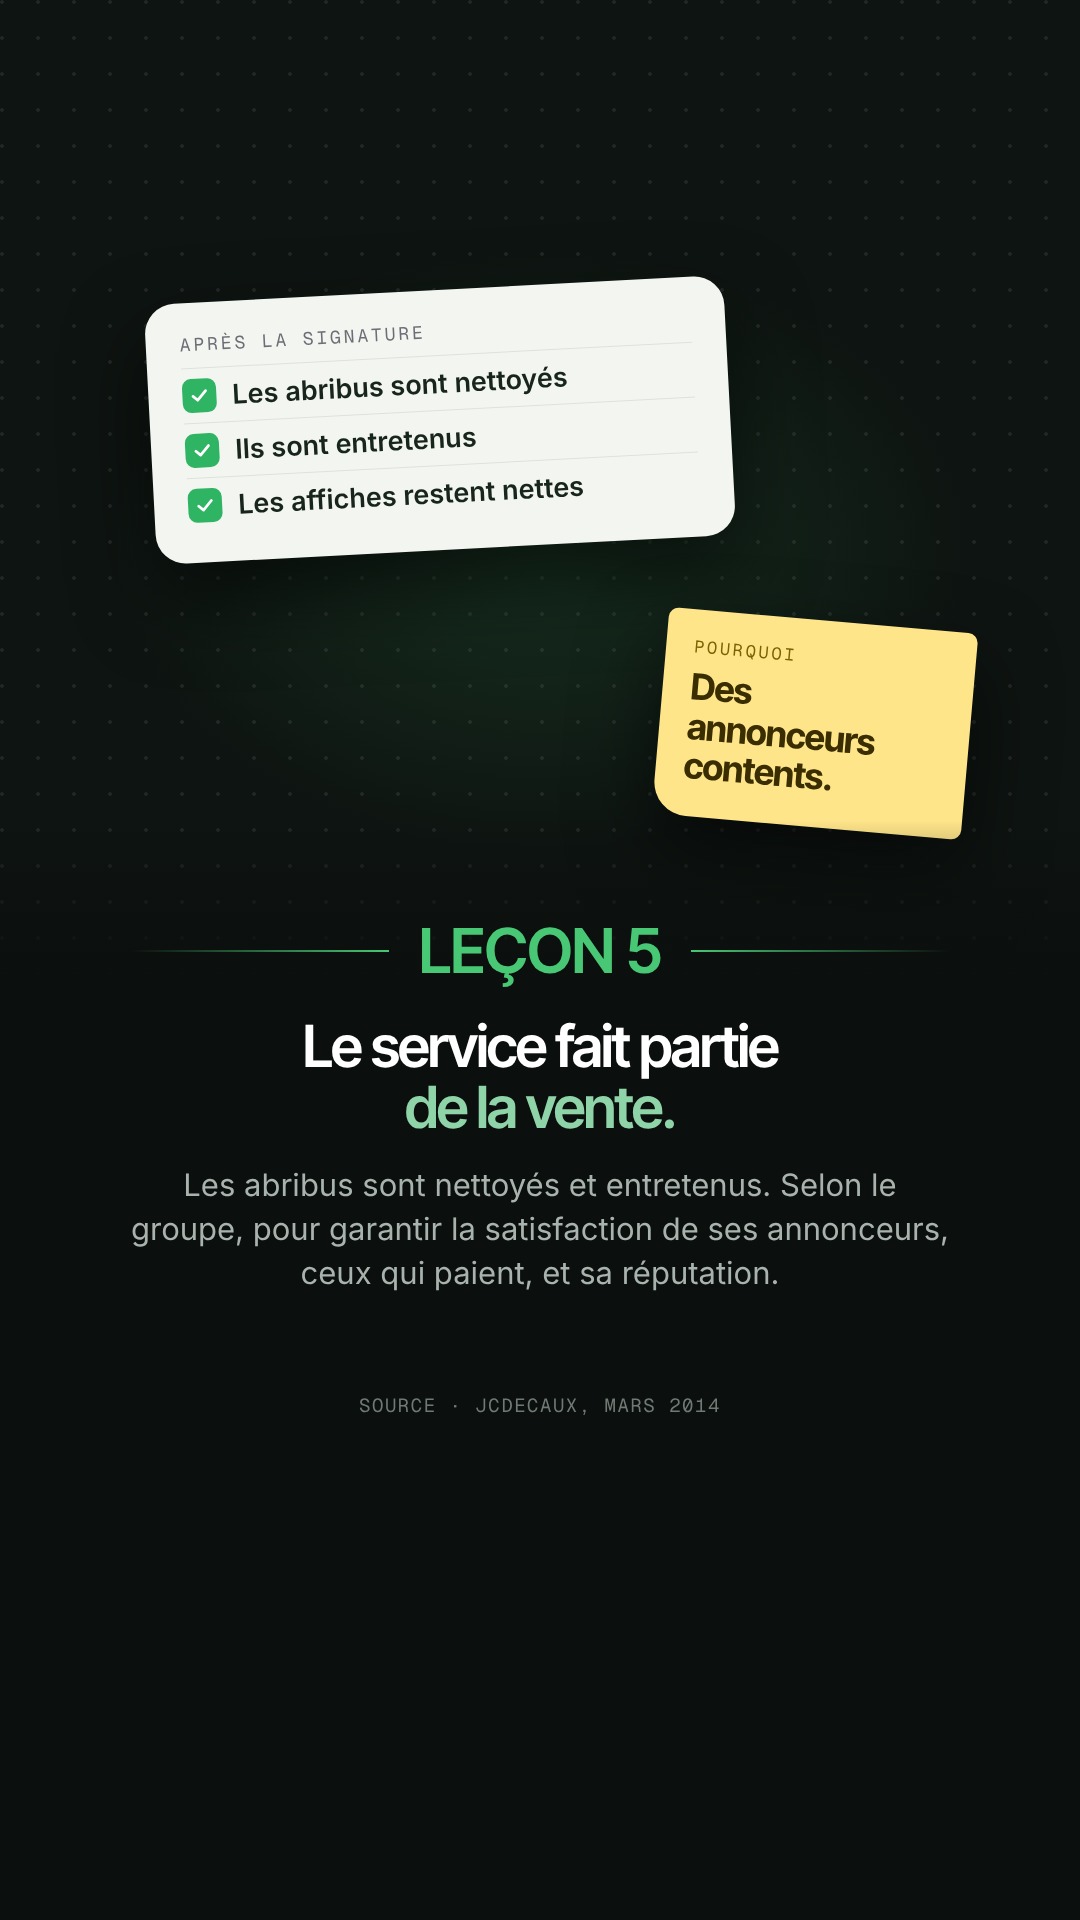 APRÈS LA SIGNATURE
Les abribus sont nettoyés
Ils sont entretenus
Les affiches restent nettes
POURQUOI
Des
annonceurs
contents.
LEÇON 5
Le service fait partie
de la vente.
Les abribus sont nettoyés et entretenus. Selon le
groupe, pour garantir la satisfaction de ses annonceurs,
ceux qui paient, et sa réputation.
SOURCE · JCDECAUX, MARS 2014